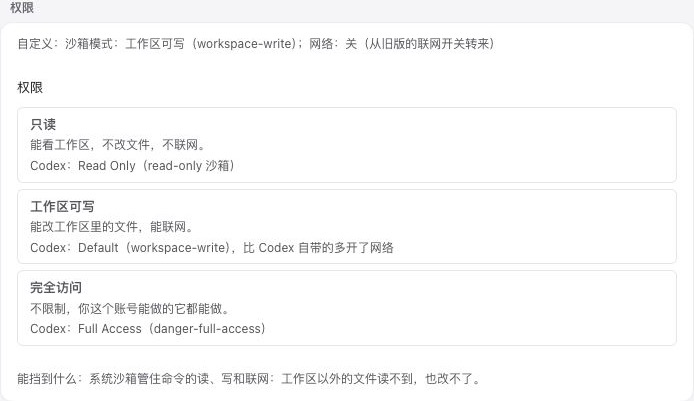 权限
自定义：沙箱模式：工作区可写（workspace-write）；网络：关（从旧版的联网开关转来）
权限
只读
能看工作区，不改文件，不联网。
Codex：Read Only（read-only 沙箱）
工作区可写
能改工作区里的文件，能联网。
Codex：Default（workspace-write），比 Codex 自带的多开了网络
完全访问
不限制，你这个账号能做的它都能做。
Codex：Full Access（danger-full-access）
能挡到什么：系统沙箱管住命令的读、写和联网：工作区以外的文件读不到，也改不了。